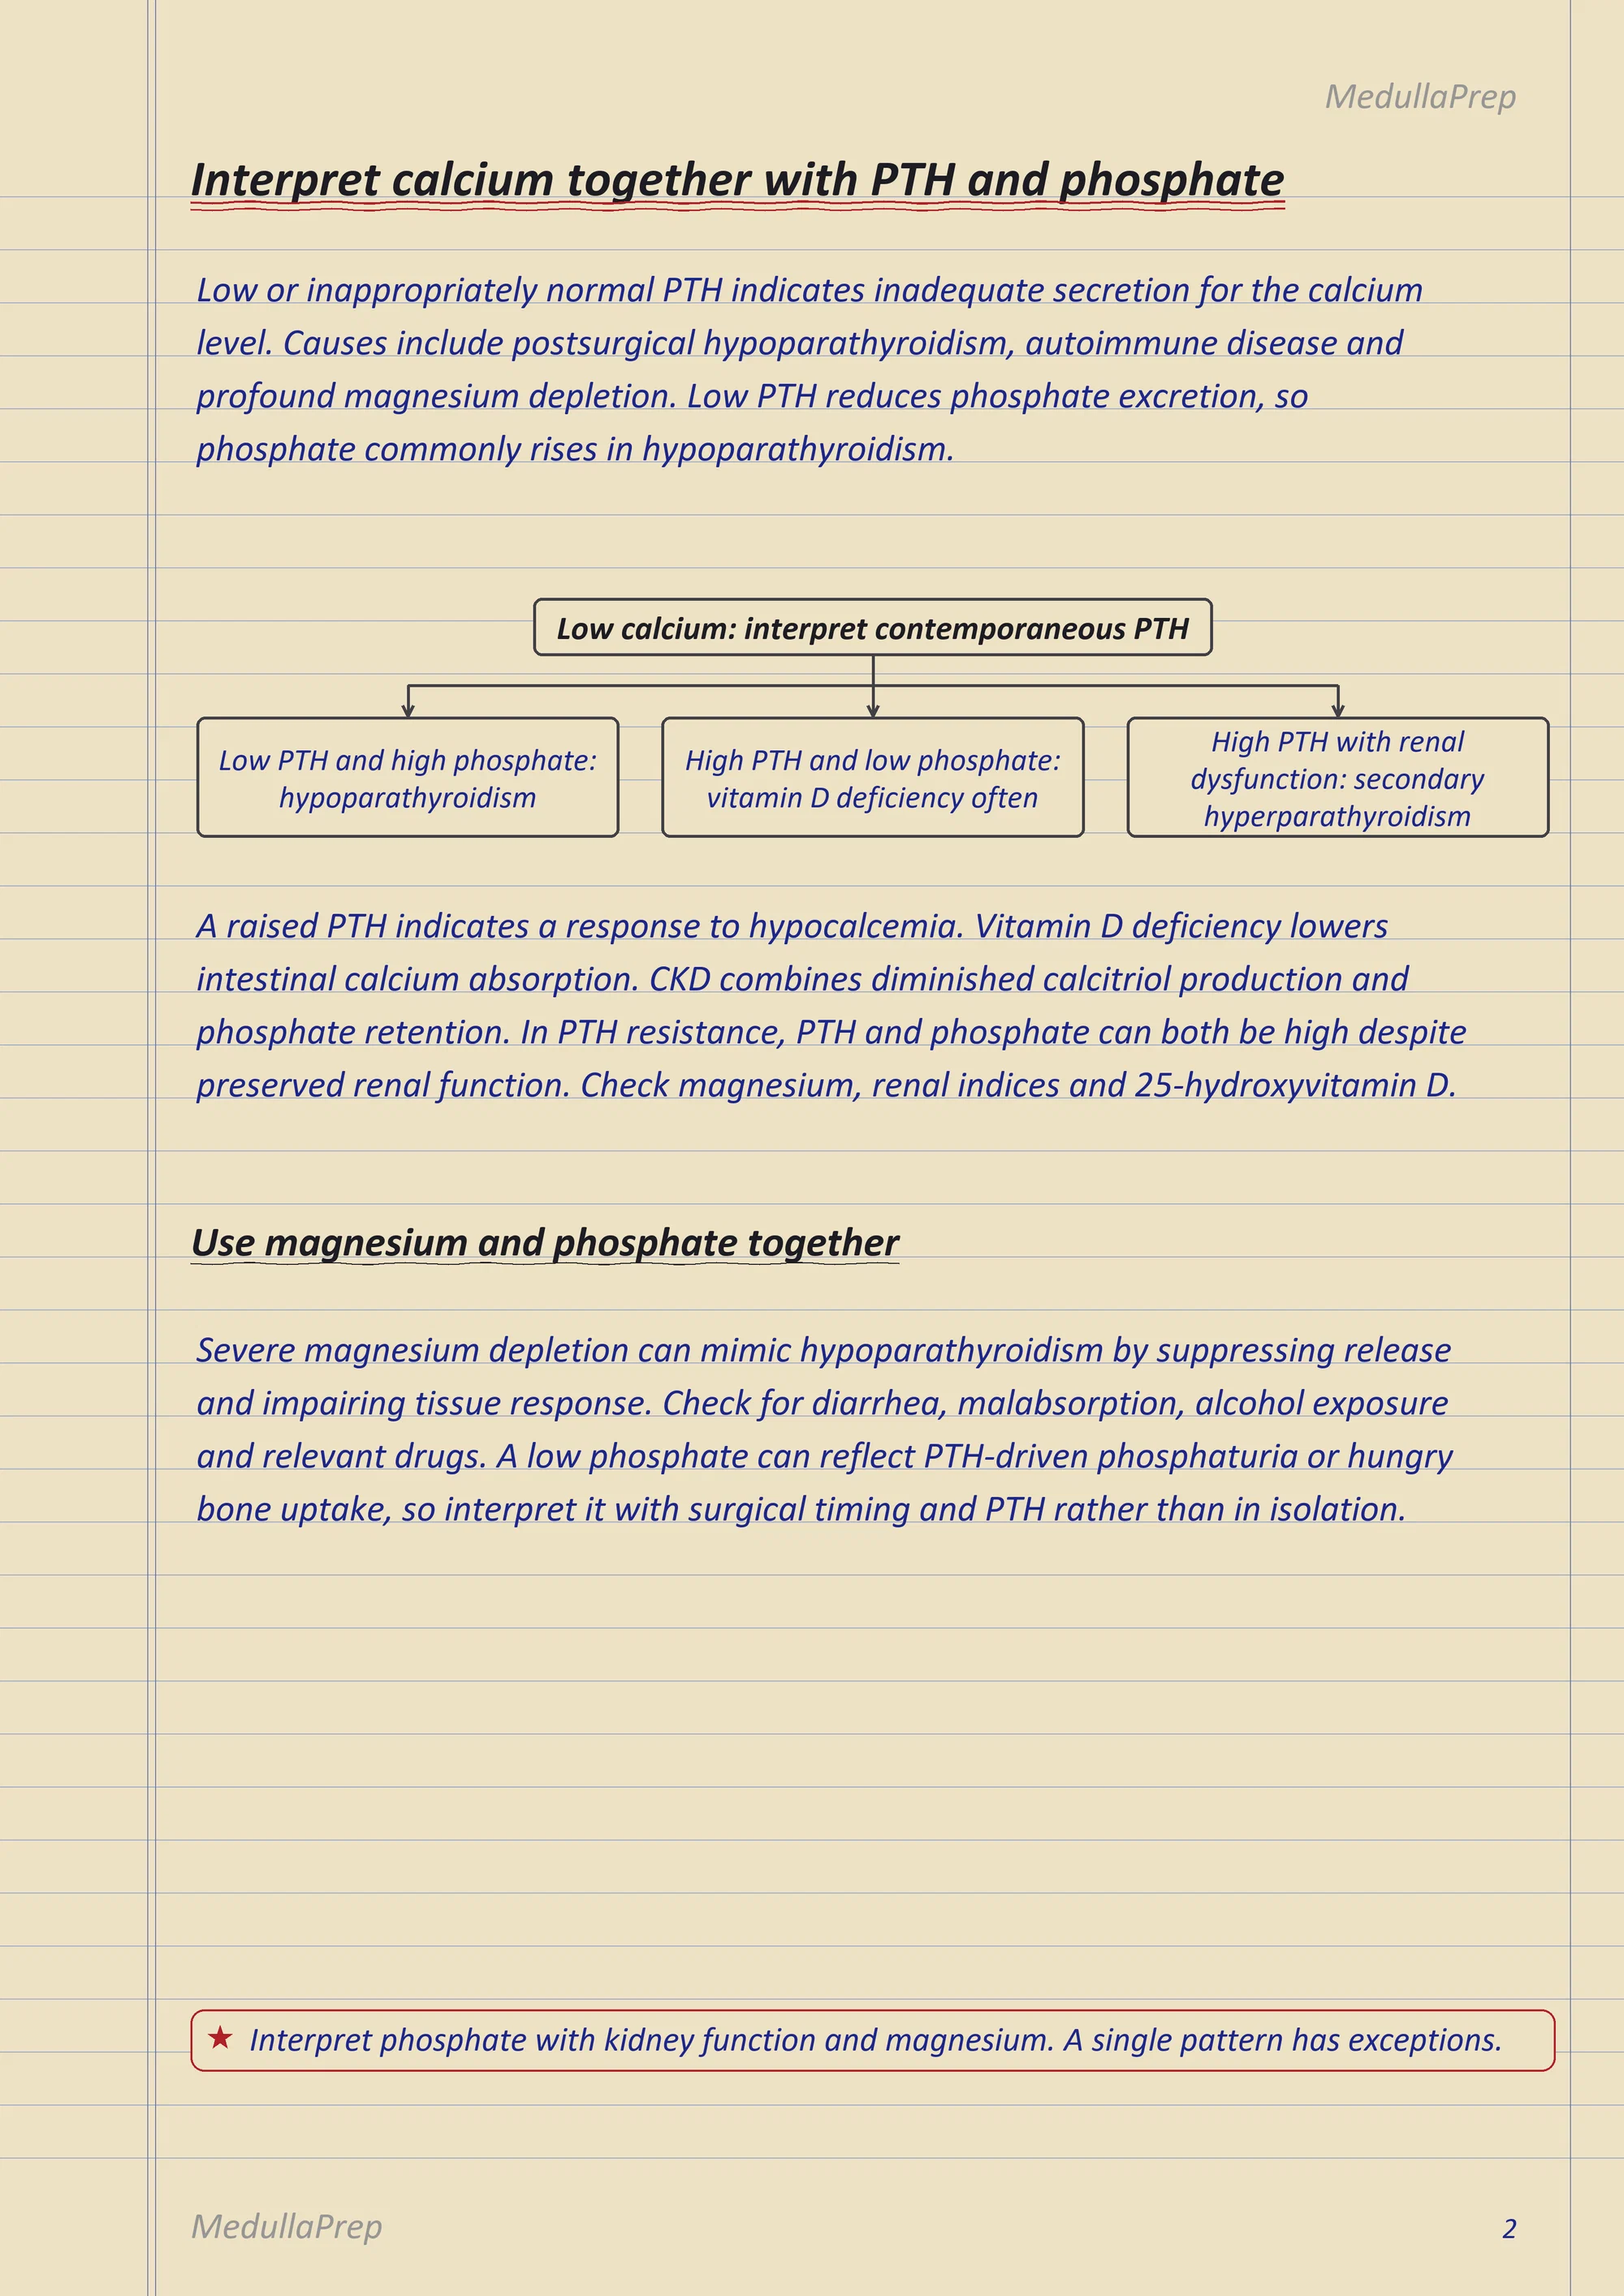 MedullaPrep
Interpret calcium together with PTH and phosphate
Low or inappropriately normal PTH indicates inadequate secretion for the calcium
level. Causes include postsurgical hypoparathyroidism, autoimmune disease and
profound magnesium depletion. Low PTH reduces phosphate excretion, so
phosphate commonly rises in hypoparathyroidism.
Low calcium: interpret contemporaneous PTH
Low PTH and high phosphate:
hypoparathyroidism
High PTH and low phosphate:
vitamin D deficiency often
High PTH with renal
dysfunction: secondary
hyperparathyroidism
A raised PTH indicates a response to hypocalcemia. Vitamin D deficiency lowers
intestinal calcium absorption. CKD combines diminished calcitriol production and
phosphate retention. In PTH resistance, PTH and phosphate can both be high despite
preserved renal function. Check magnesium, renal indices and 25-hydroxyvitamin D.
Use magnesium and phosphate together
Severe magnesium depletion can mimic hypoparathyroidism by suppressing release
and impairing tissue response. Check for diarrhea, malabsorption, alcohol exposure
and relevant drugs. A low phosphate can reflect PTH-driven phosphaturia or hungry
bone uptake, so interpret it with surgical timing and PTH rather than in isolation.
★ Interpret phosphate with kidney function and magnesium. A single pattern has exceptions.
MedullaPrep
2